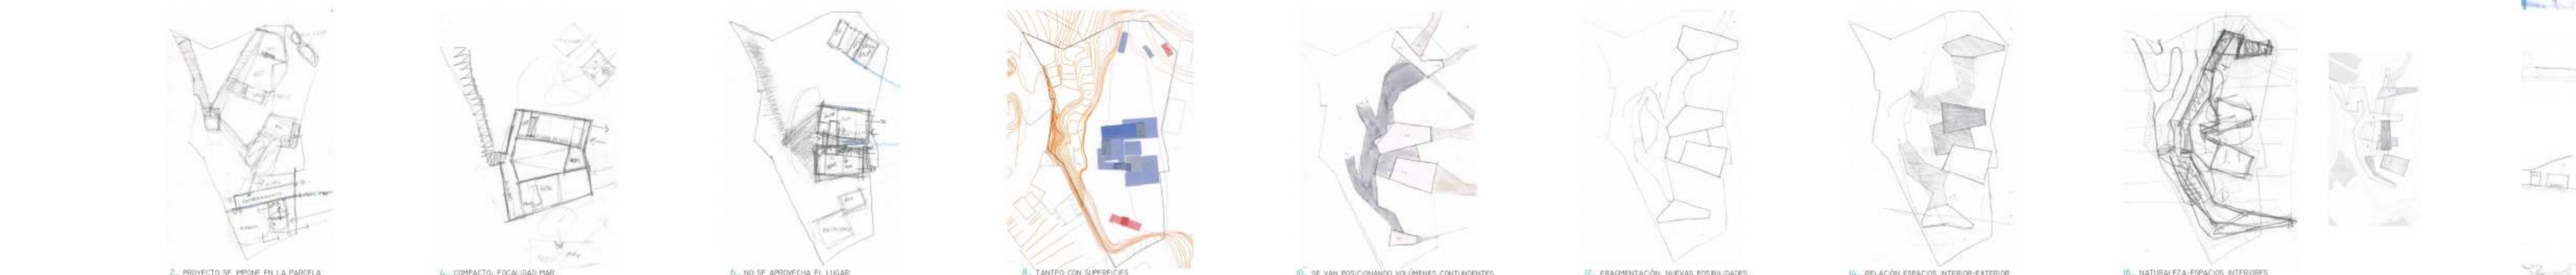 2_ PROYECTO SE IMPONE EN LA PARCELA
4_ COMPACTO, FOCALIDAD MAR
6_ NO SE APROVECHA EL LUGAR
8_ TANTEO CON SUPERFICIES
10_ SE VAN POSICIONANDO VOLÚMENES CONTUNDENTES
12_ FRAGMENTACIÓN, NUEVAS POSIBILIDADES
14_ RELACIÓN ESPACIOS INTERIOR-EXTERIOR
16_ NATURALEZA-ESPACIOS INTERIORES